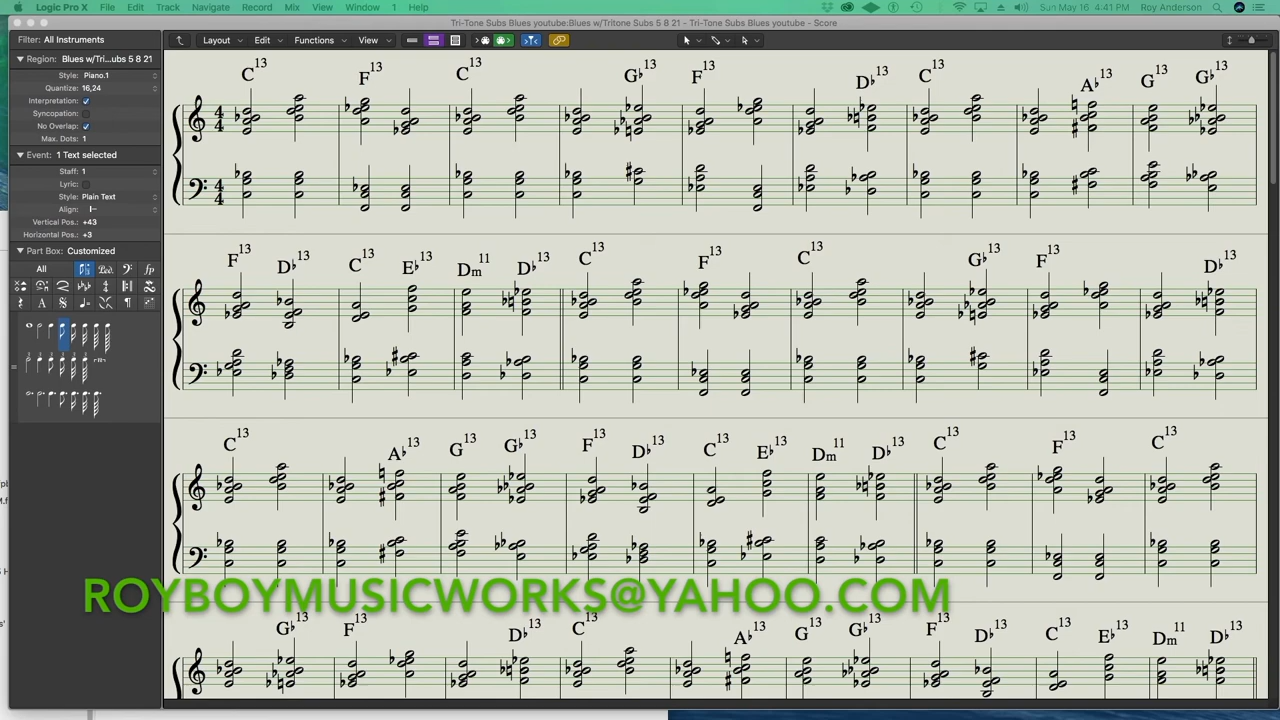 Logic Pro X File Edit Track Navigate Record Mix View Window 1 Help
Sun May 16 4:41 PM Roy Anderson
Tri-Tone Subs Blues youtube:Blues w/Tritone Subs 5 8 21 - Tri-Tone Subs Blues youtube - Score
Filter: All Instruments
Layout Edit Functions View
Region: Blues w/Tri...ubs 5 8 21
Style: Piano.1
Quantize: 16,24
Interpretation:
Syncopation:
No Overlap:
Max. Dots: 1
Event: 1 Text selected
Staff: 1
Lyric:
Style: Plain Text
Align:
Vertical Pos.: +43
Horizontal Pos.: +3
Part Box: Customized
All Ped. fp
C13 F13 C13 G♭13 F13 D♭13 C13 A♭13 G13 G♭13
F13 D♭13 C13 E♭13 Dm11 D♭13 C13 F13 C13 G♭13 F13 D♭13
C13 A♭13 G13 G♭13 F13 D♭13 C13 E♭13 Dm11 D♭13 C13 F13 C13
ROYBOYMUSICWORKS@YAHOO.COM
G♭13 F13 D♭13 C13 A♭13 G13 G♭13 F13 D♭13 C13 E♭13 Dm11 D♭13